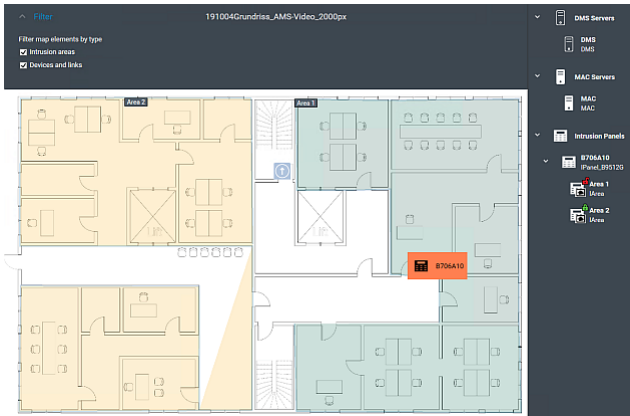 Filter
191004Grundriss_AMS-Video_2000px
Filter map elements by type
Intrusion areas
Devices and links
Area 2
Area 1
B706A10
DMS Servers
DMS
DMS
MAC Servers
MAC
MAC
Intrusion Panels
B706A10
IPanel_B9512G
Area 1
IArea
Area 2
IArea